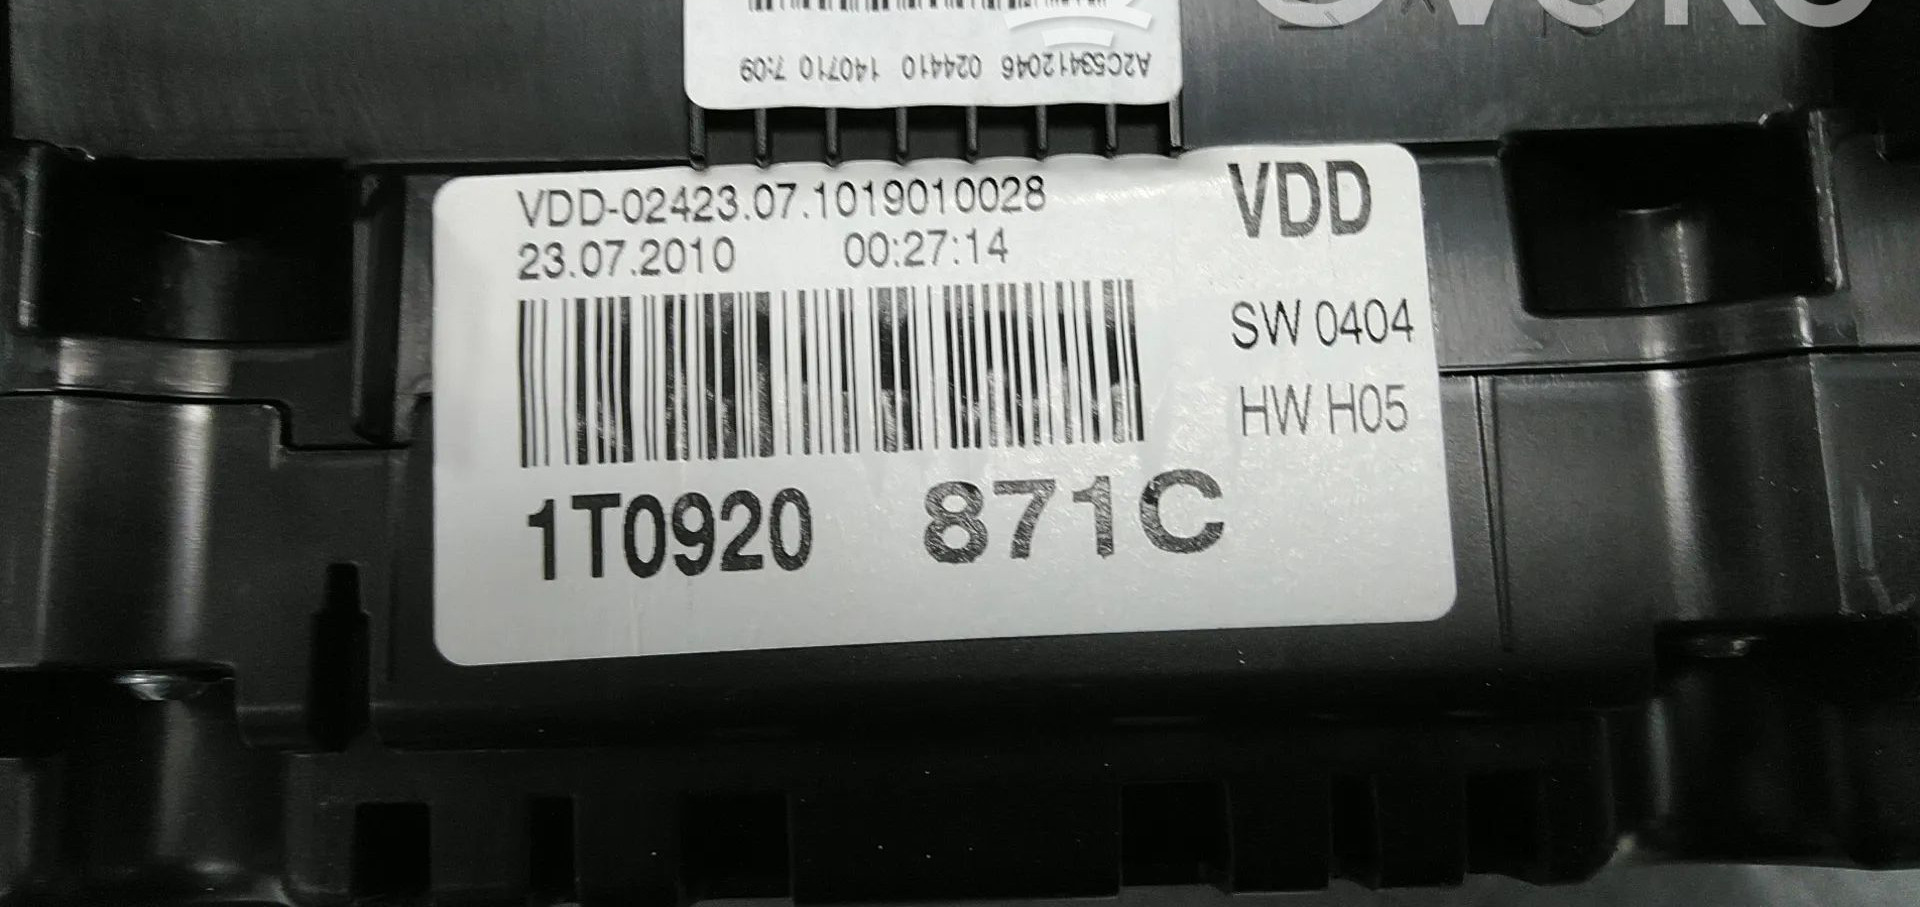 A2C53412046 024410 140710 7:09
VDD-02423.07.1019010028
23.07.2010 00:27:14
VDD
SW 0404
HW H05
1T0920 871C